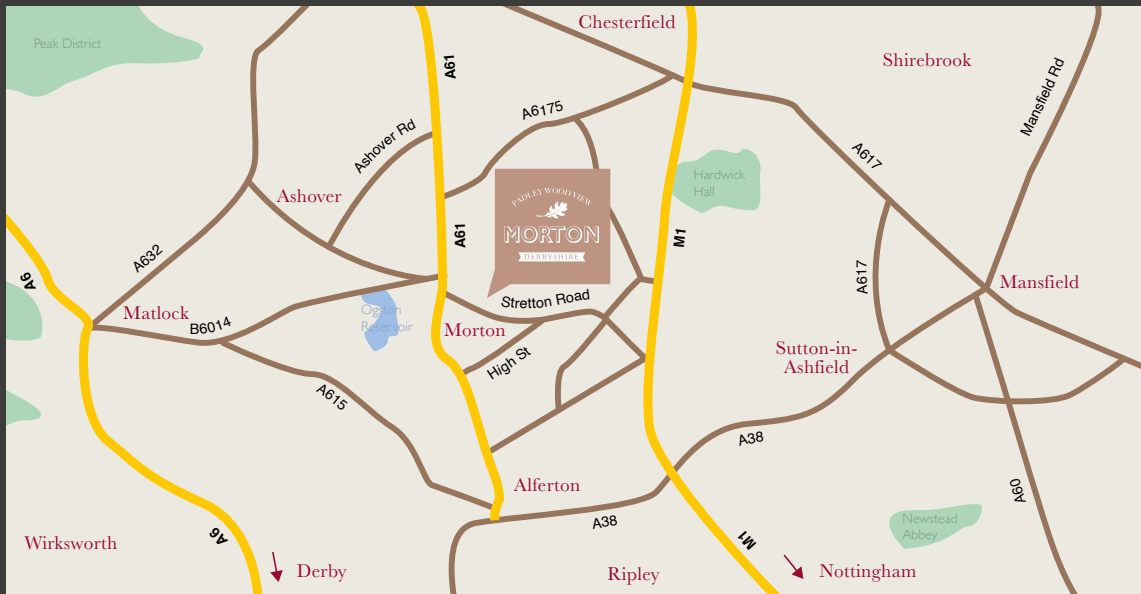 Chesterfield
Peak District
Shirebrook
A61
Mansfield Rd
A6175
Ashover Rd
A617
Hardwick
Hall
Ashover
PADLEY WOOD VIEW
MORTON
DERBYSHIRE
A61
M1
A632
A6
A617
Mansfield
Stretton Road
Matlock
Ogston
Reservoir
B6014
Morton
High St
Sutton-in-
Ashfield
A615
A38
Alferton
A60
A38
Newstead
Abbey
Wirksworth
A6
M1
Derby
Ripley
Nottingham